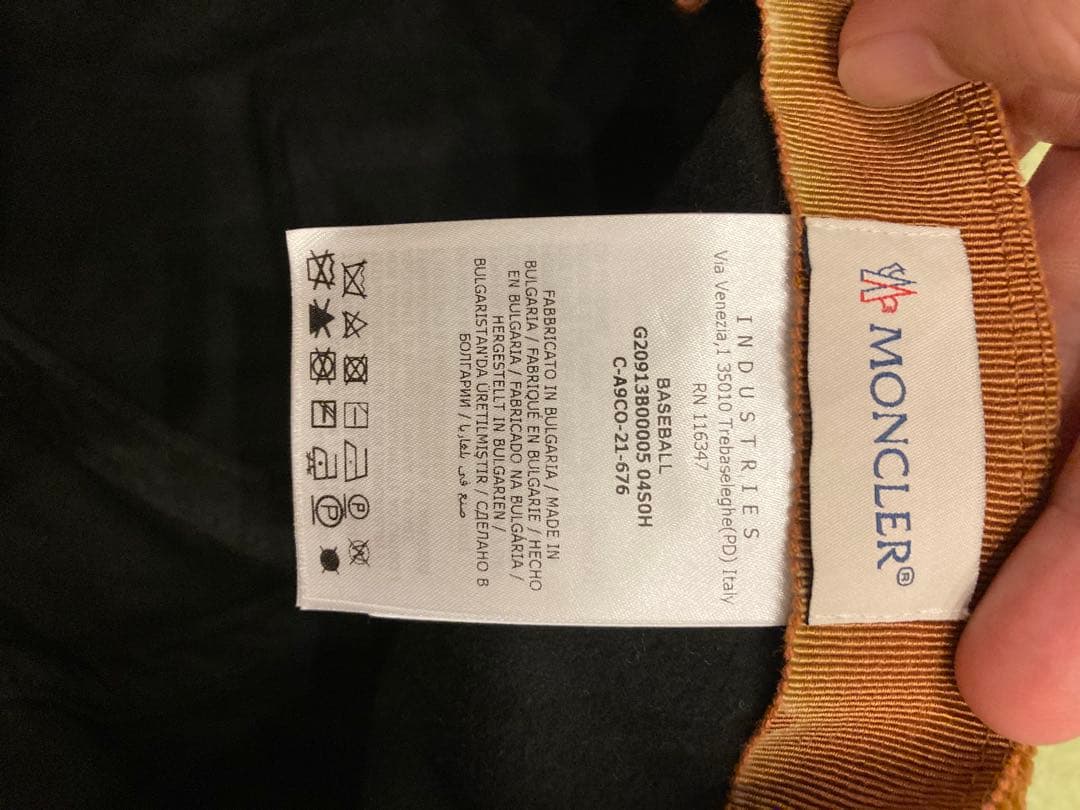 MONCLER®
INDUSTRIES
Via Venezia,1 35010 Trebaseleghe(PD) Italy
RN 116347
BASEBALL
G20913B00005 04S0H
C-A9CO-21-676
FABBRICATO IN BULGARIA / MADE IN
BULGARIA / FABRIQUÉ EN BULGARIE / HECHO
EN BULGARIA / FABRICADO NA BULGÁRIA /
HERGESTELLT IN BULGARIEN /
BULGARISTAN'DA ÜRETILMIŞTIR / СДЕЛАНО В
БОЛГАРИИ / صنع في بلغاريا